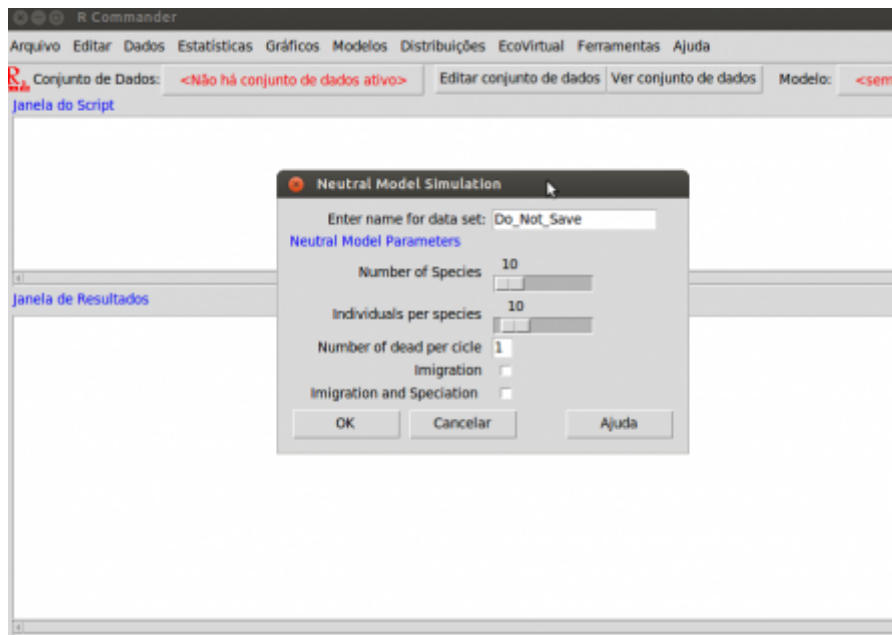 R Commander
Arquivo Editar Dados Estatísticas Gráficos Modelos Distribuições EcoVirtual Ferramentas Ajuda
R Conjunto de Dados: <Não há conjunto de dados ativo> Editar conjunto de dados Ver conjunto de dados Modelo: <sem
Janela do Script
Neutral Model Simulation
Enter name for data set: Do_Not_Save
Neutral Model Parameters
10
Number of Species
10
Individuals per species
Number of dead per cicle 1
Imigration
Imigration and Speciation
OK Cancelar Ajuda
Janela de Resultados